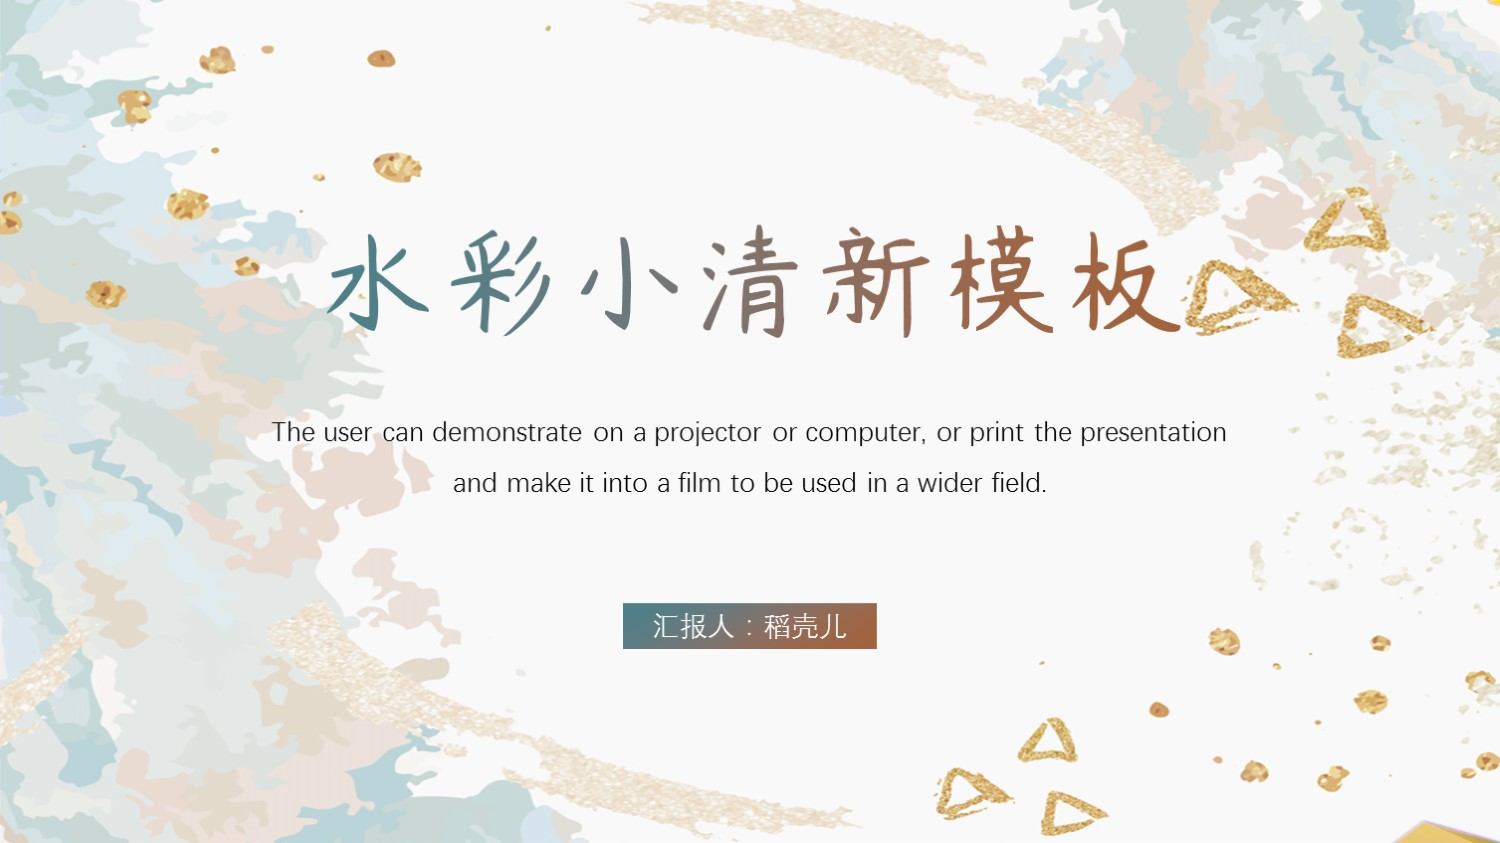 水彩小清新模板
The user can demonstrate on a projector or computer, or print the presentation
and make it into a film to be used in a wider field.
汇报人：稻壳儿